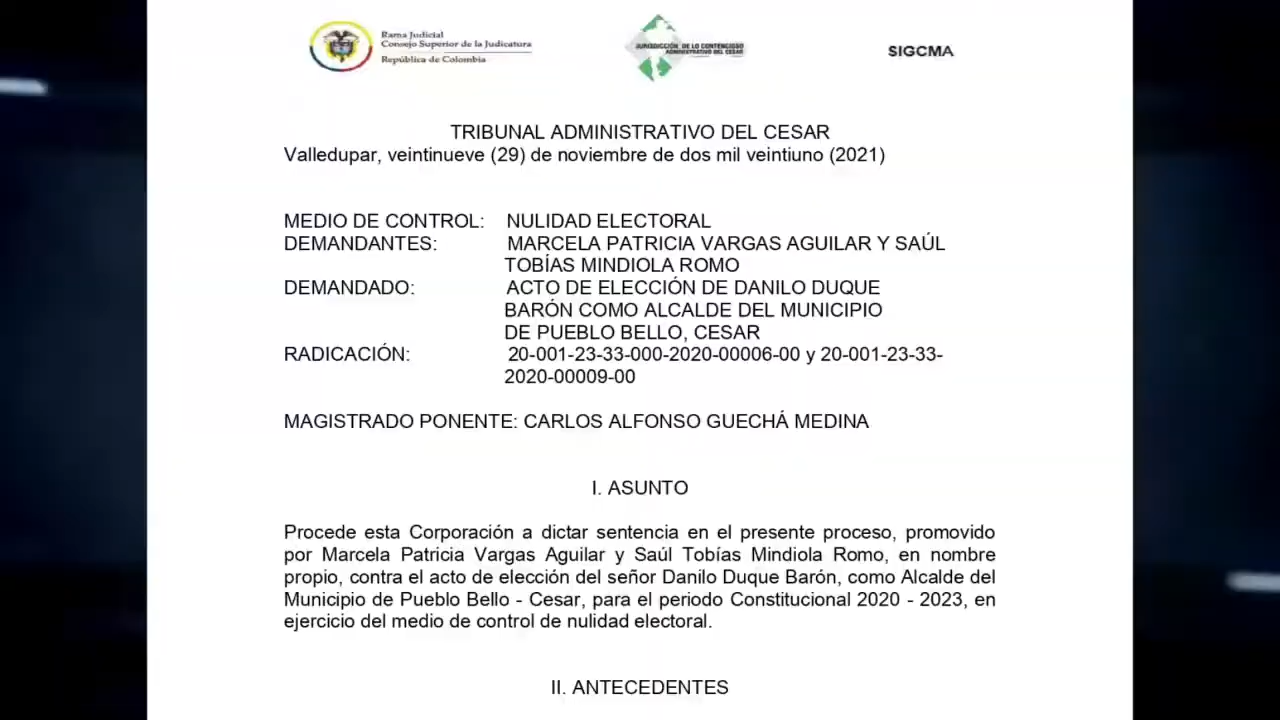 Rama Judicial
Consejo Superior de la Judicatura
República de Colombia
JURISDICCIÓN DE LO CONTENCIOSO
ADMINISTRATIVO DEL CESAR
SIGCMA
TRIBUNAL ADMINISTRATIVO DEL CESAR
Valledupar, veintinueve (29) de noviembre de dos mil veintiuno (2021)
MEDIO DE CONTROL: NULIDAD ELECTORAL
DEMANDANTES: MARCELA PATRICIA VARGAS AGUILAR Y SAÚL
TOBÍAS MINDIOLA ROMO
DEMANDADO: ACTO DE ELECCIÓN DE DANILO DUQUE
BARÓN COMO ALCALDE DEL MUNICIPIO
DE PUEBLO BELLO, CESAR
RADICACIÓN: 20-001-23-33-000-2020-00006-00 y 20-001-23-33-
2020-00009-00
MAGISTRADO PONENTE: CARLOS ALFONSO GUECHÁ MEDINA
I. ASUNTO
Procede esta Corporación a dictar sentencia en el presente proceso, promovido
por Marcela Patricia Vargas Aguilar y Saúl Tobías Mindiola Romo, en nombre
propio, contra el acto de elección del señor Danilo Duque Barón, como Alcalde del
Municipio de Pueblo Bello - Cesar, para el periodo Constitucional 2020 - 2023, en
ejercicio del medio de control de nulidad electoral.
II. ANTECEDENTES